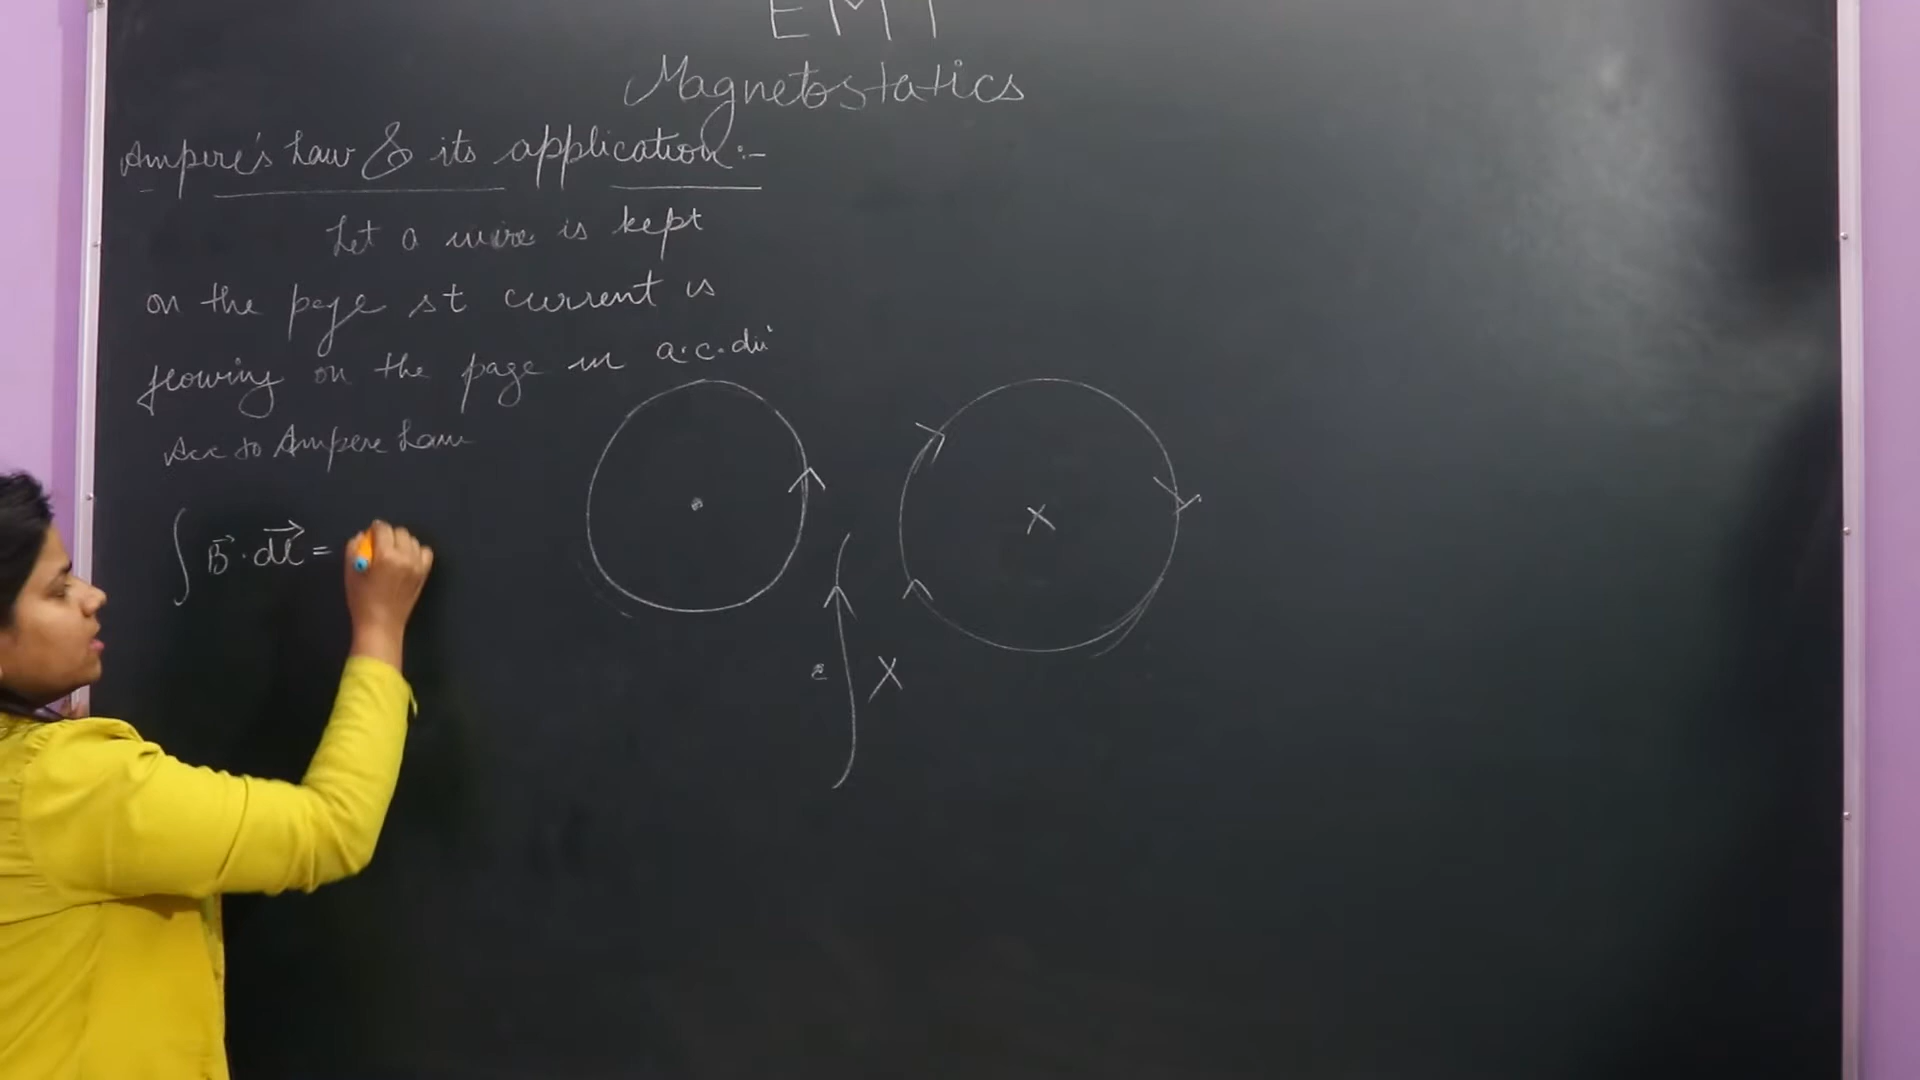 EMT
Magnetostatics
Ampere's Law & its application:-
Let a wire is kept
on the page st current is
flowing on the page in a.c.dir
Acc to Ampere Law
∫ B⃗ · dl⃗ =
X
X